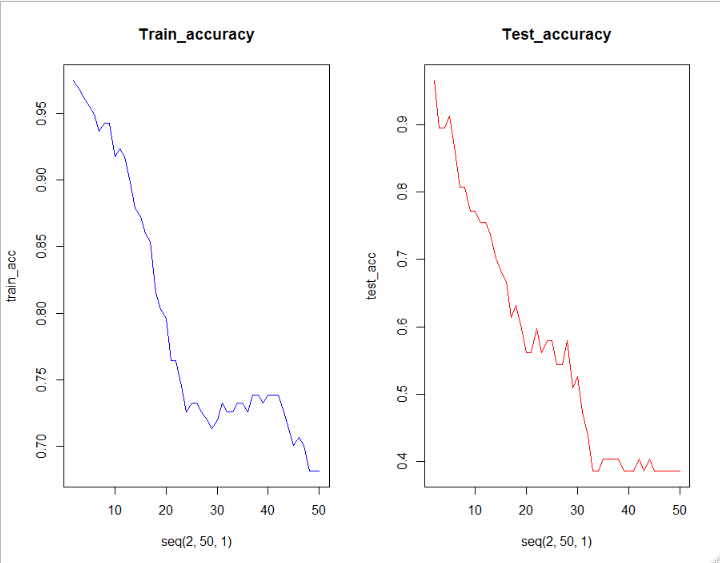 Train_accuracy
train_acc
0.95
0.90
0.85
0.80
0.75
0.70
10 20 30 40 50
seq(2, 50, 1)
Test_accuracy
test_acc
0.9
0.8
0.7
0.6
0.5
0.4
10 20 30 40 50
seq(2, 50, 1)